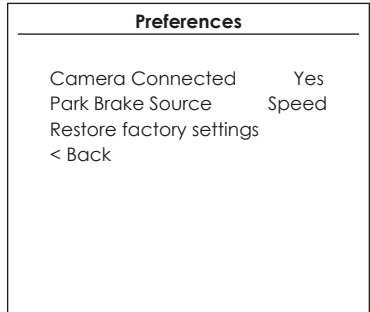 Preferences
Camera Connected Yes
Park Brake Source Speed
Restore factory settings
< Back